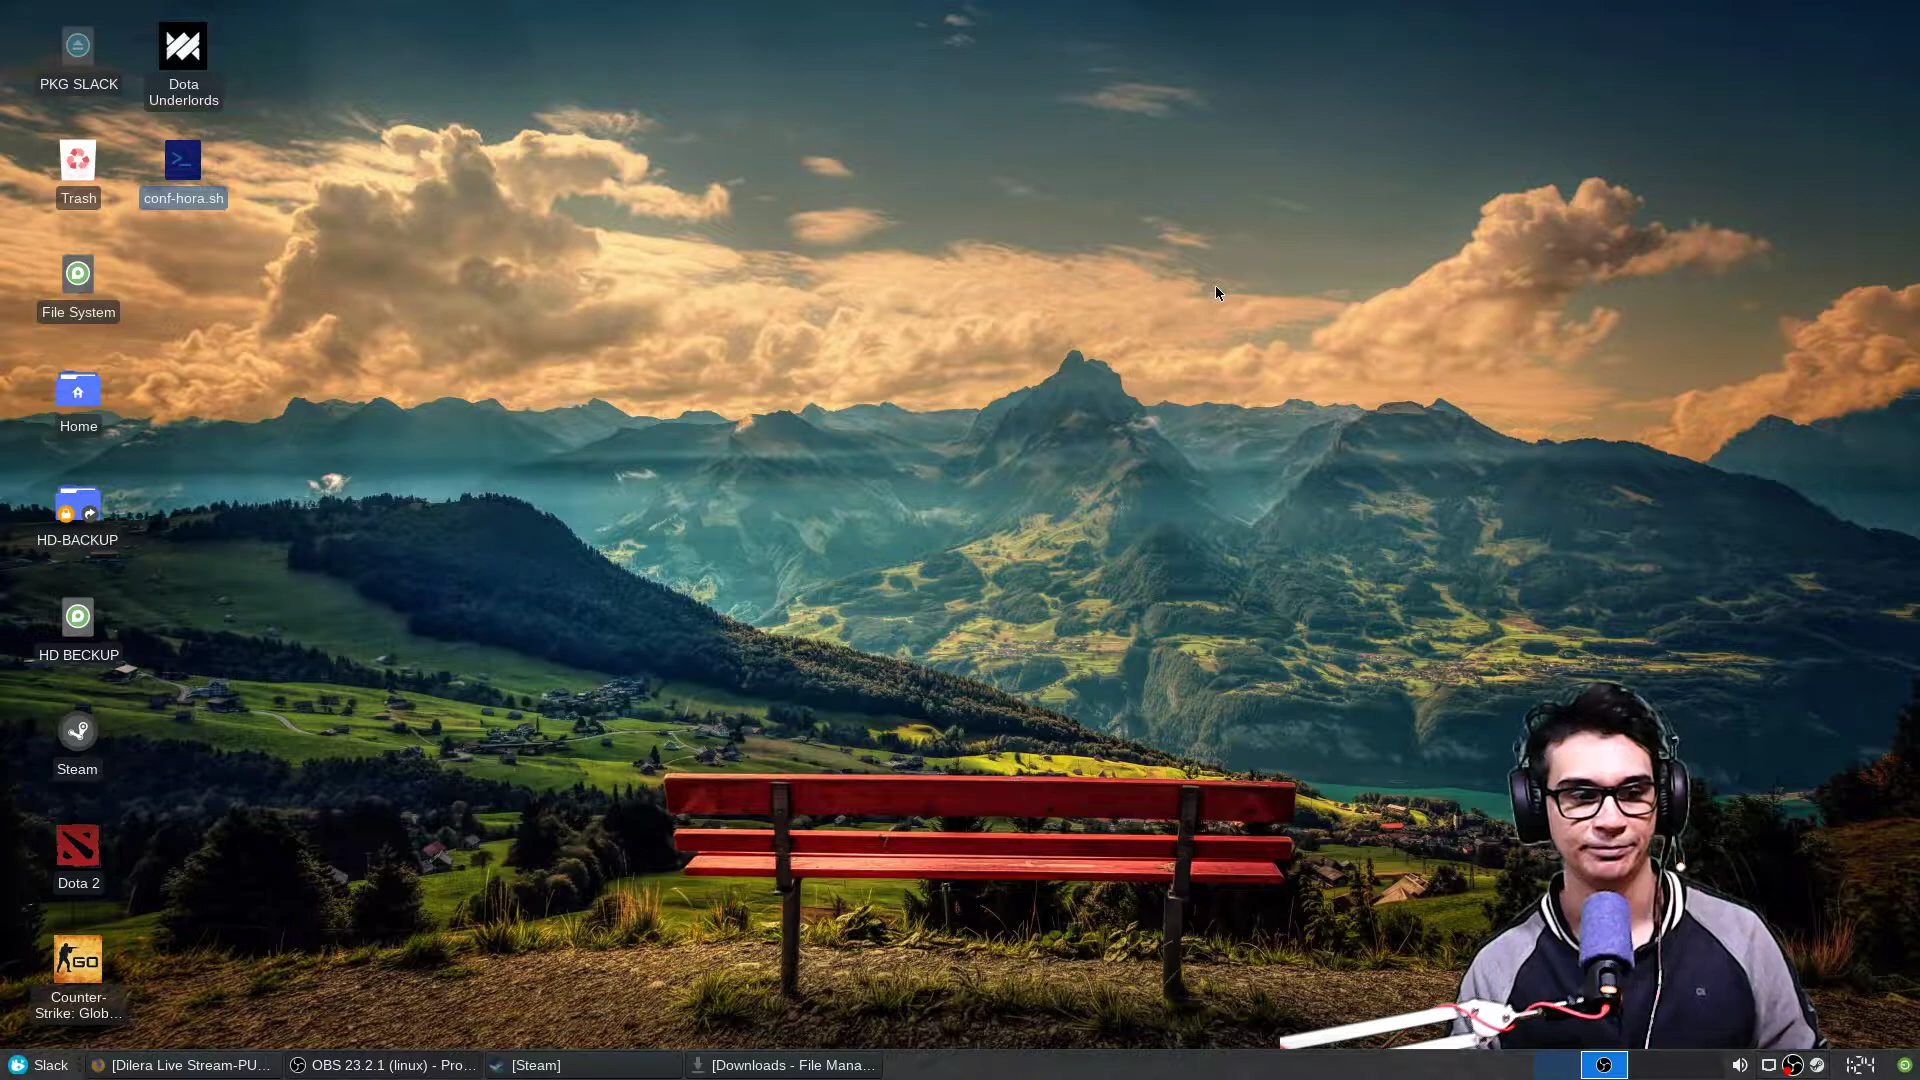 PKG SLACK
Dota
Underlords
Trash
conf-hora.sh
File System
Home
HD-BACKUP
HD BECKUP
Steam
Dota 2
GO
Counter-
Strike: Glob…
Slack
[Dilera Live Stream-PU…
OBS 23.2.1 (linux) - Pro…
[Steam]
[Downloads - File Mana…